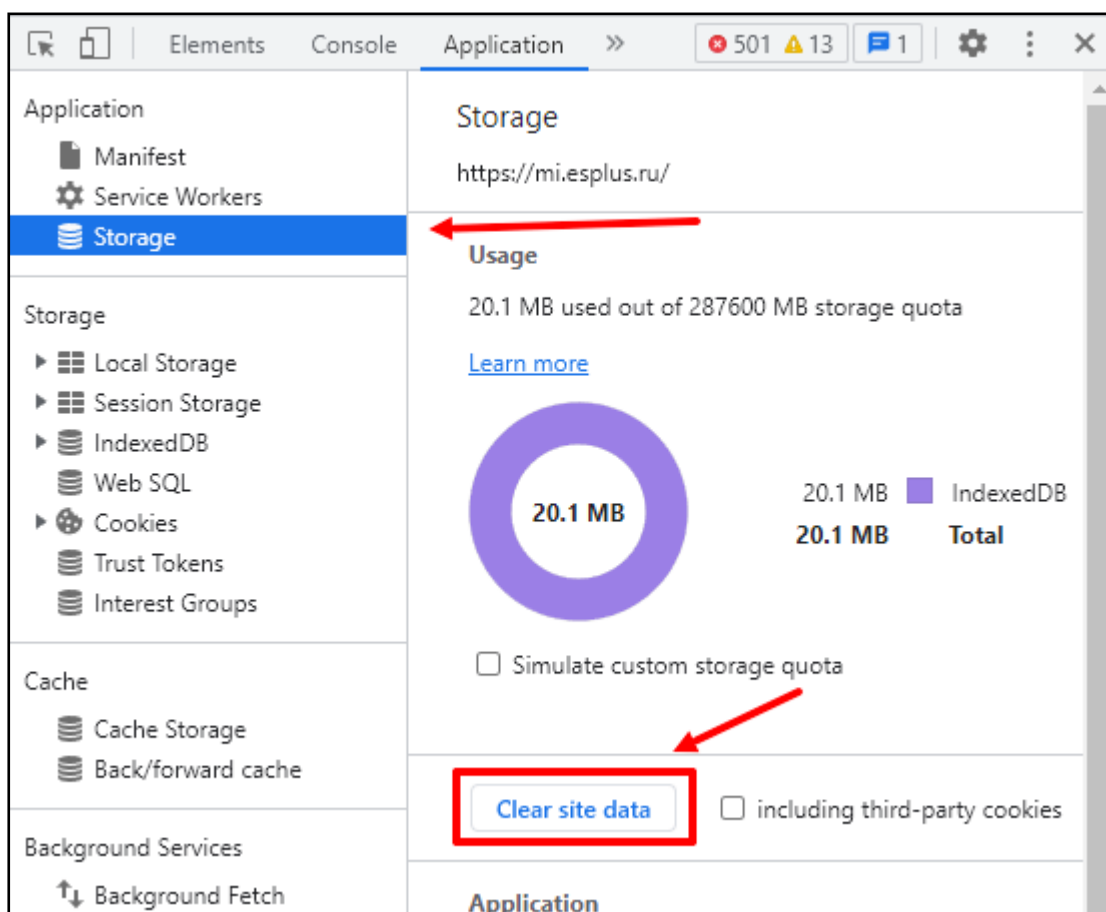 Elements Console Application » 501 13 1
Application
Manifest
Service Workers
Storage
Storage
Local Storage
Session Storage
IndexedDB
Web SQL
Cookies
Trust Tokens
Interest Groups
Cache
Cache Storage
Back/forward cache
Background Services
Background Fetch
Storage
https://mi.esplus.ru/
Usage
20.1 MB used out of 287600 MB storage quota
Learn more
20.1 MB
20.1 MB IndexedDB
20.1 MB Total
Simulate custom storage quota
Clear site data including third-party cookies
Application